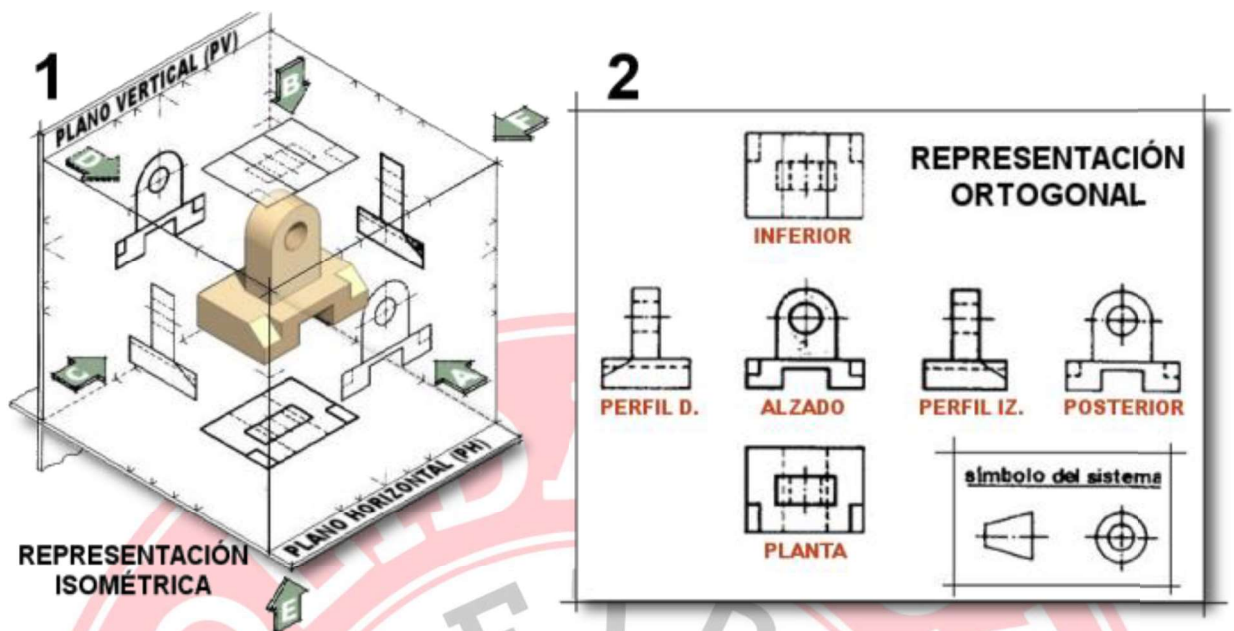 1
PLANO VERTICAL (PV)
B
F
D
C
A
PLANO HORIZONTAL (PH)
REPRESENTACIÓN
ISOMÉTRICA
E
2
REPRESENTACIÓN
ORTOGONAL
INFERIOR
PERFIL D.
ALZADO
PERFIL IZ.
POSTERIOR
PLANTA
símbolo del sistema